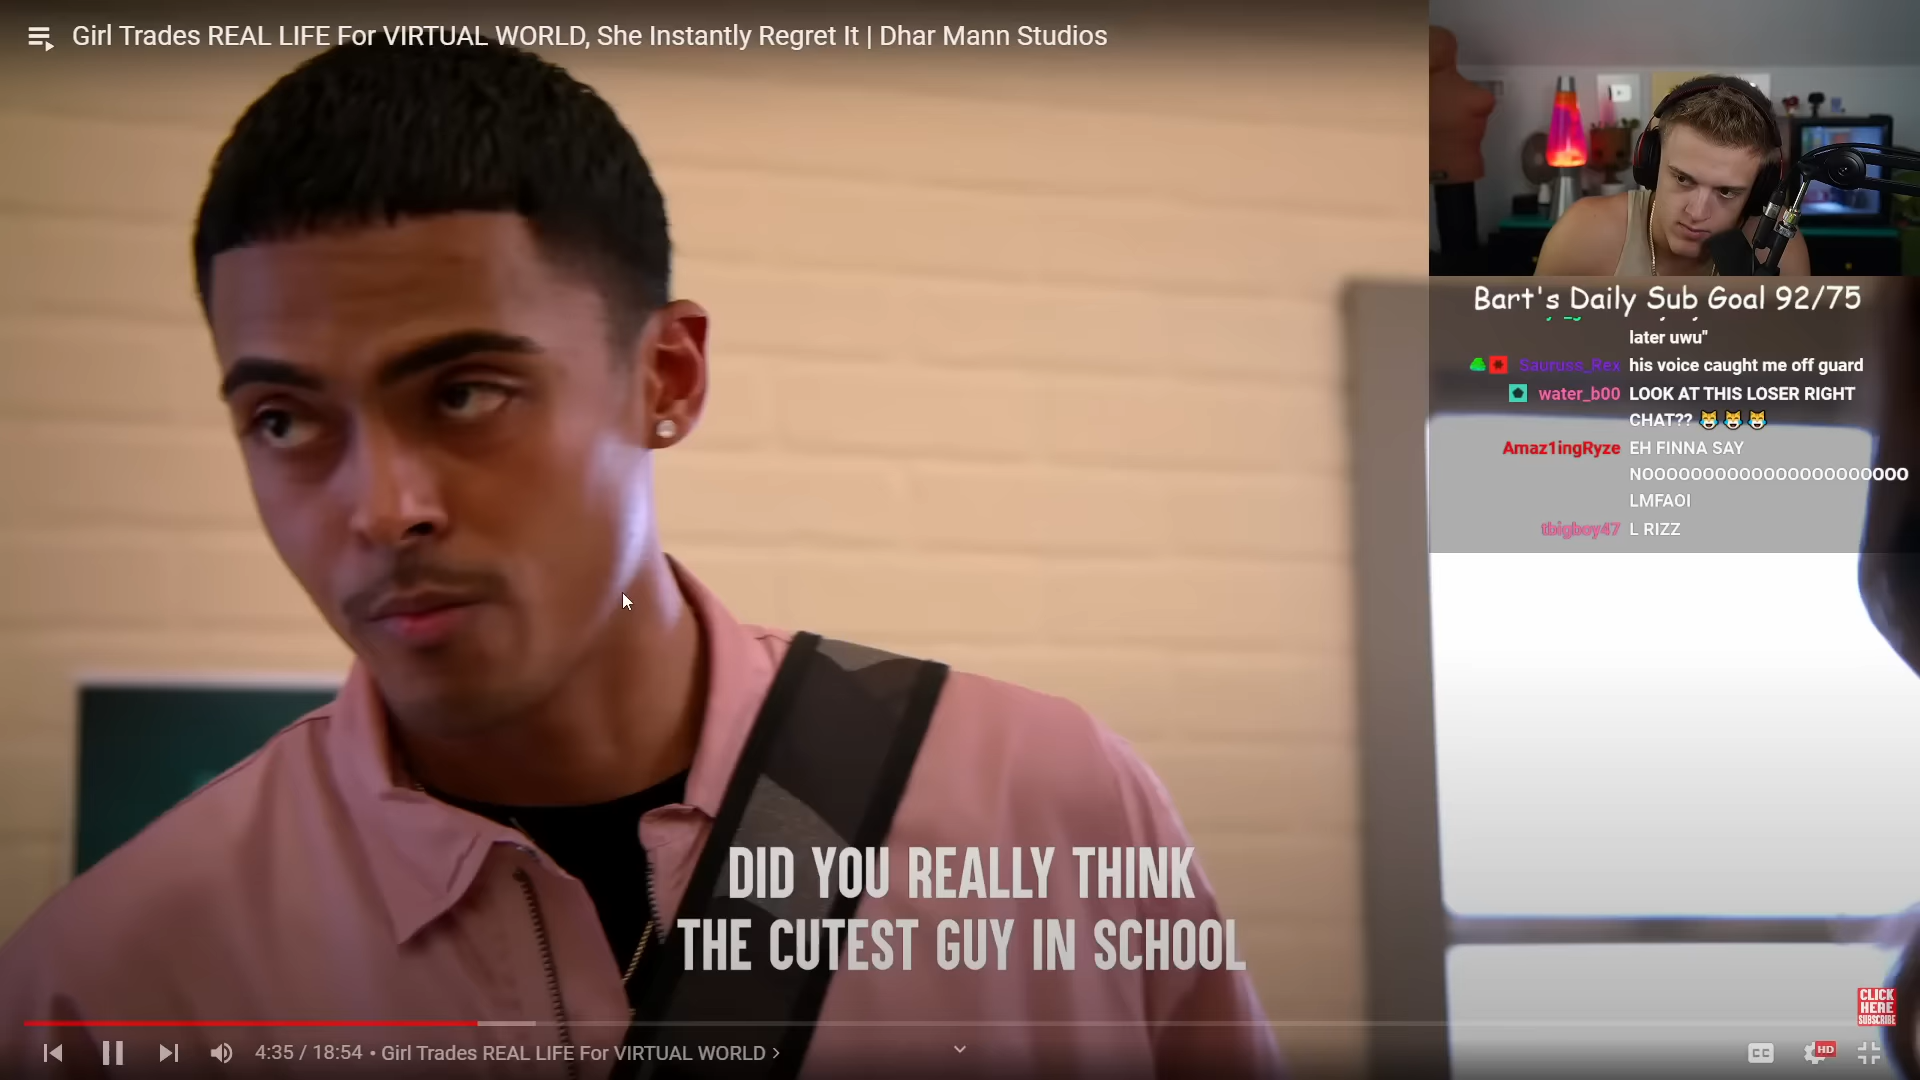 Girl Trades REAL LIFE For VIRTUAL WORLD, She Instantly Regret It | Dhar Mann Studios
Bart's Daily Sub Goal 92/75
later uwu"
Sauruss_Rex his voice caught me off guard
water_b00 LOOK AT THIS LOSER RIGHT
CHAT??
Amaz1ingRyze EH FINNA SAY
NOOOOOOOOOOOOOOOOOOOOOO
LMFAOI
tbigboy47 L RIZZ
DID YOU REALLY THINK
THE CUTEST GUY IN SCHOOL
CLICK
HERE
SUBSCRIBE
4:35 / 18:54 • Girl Trades REAL LIFE For VIRTUAL WORLD >
CC
HD